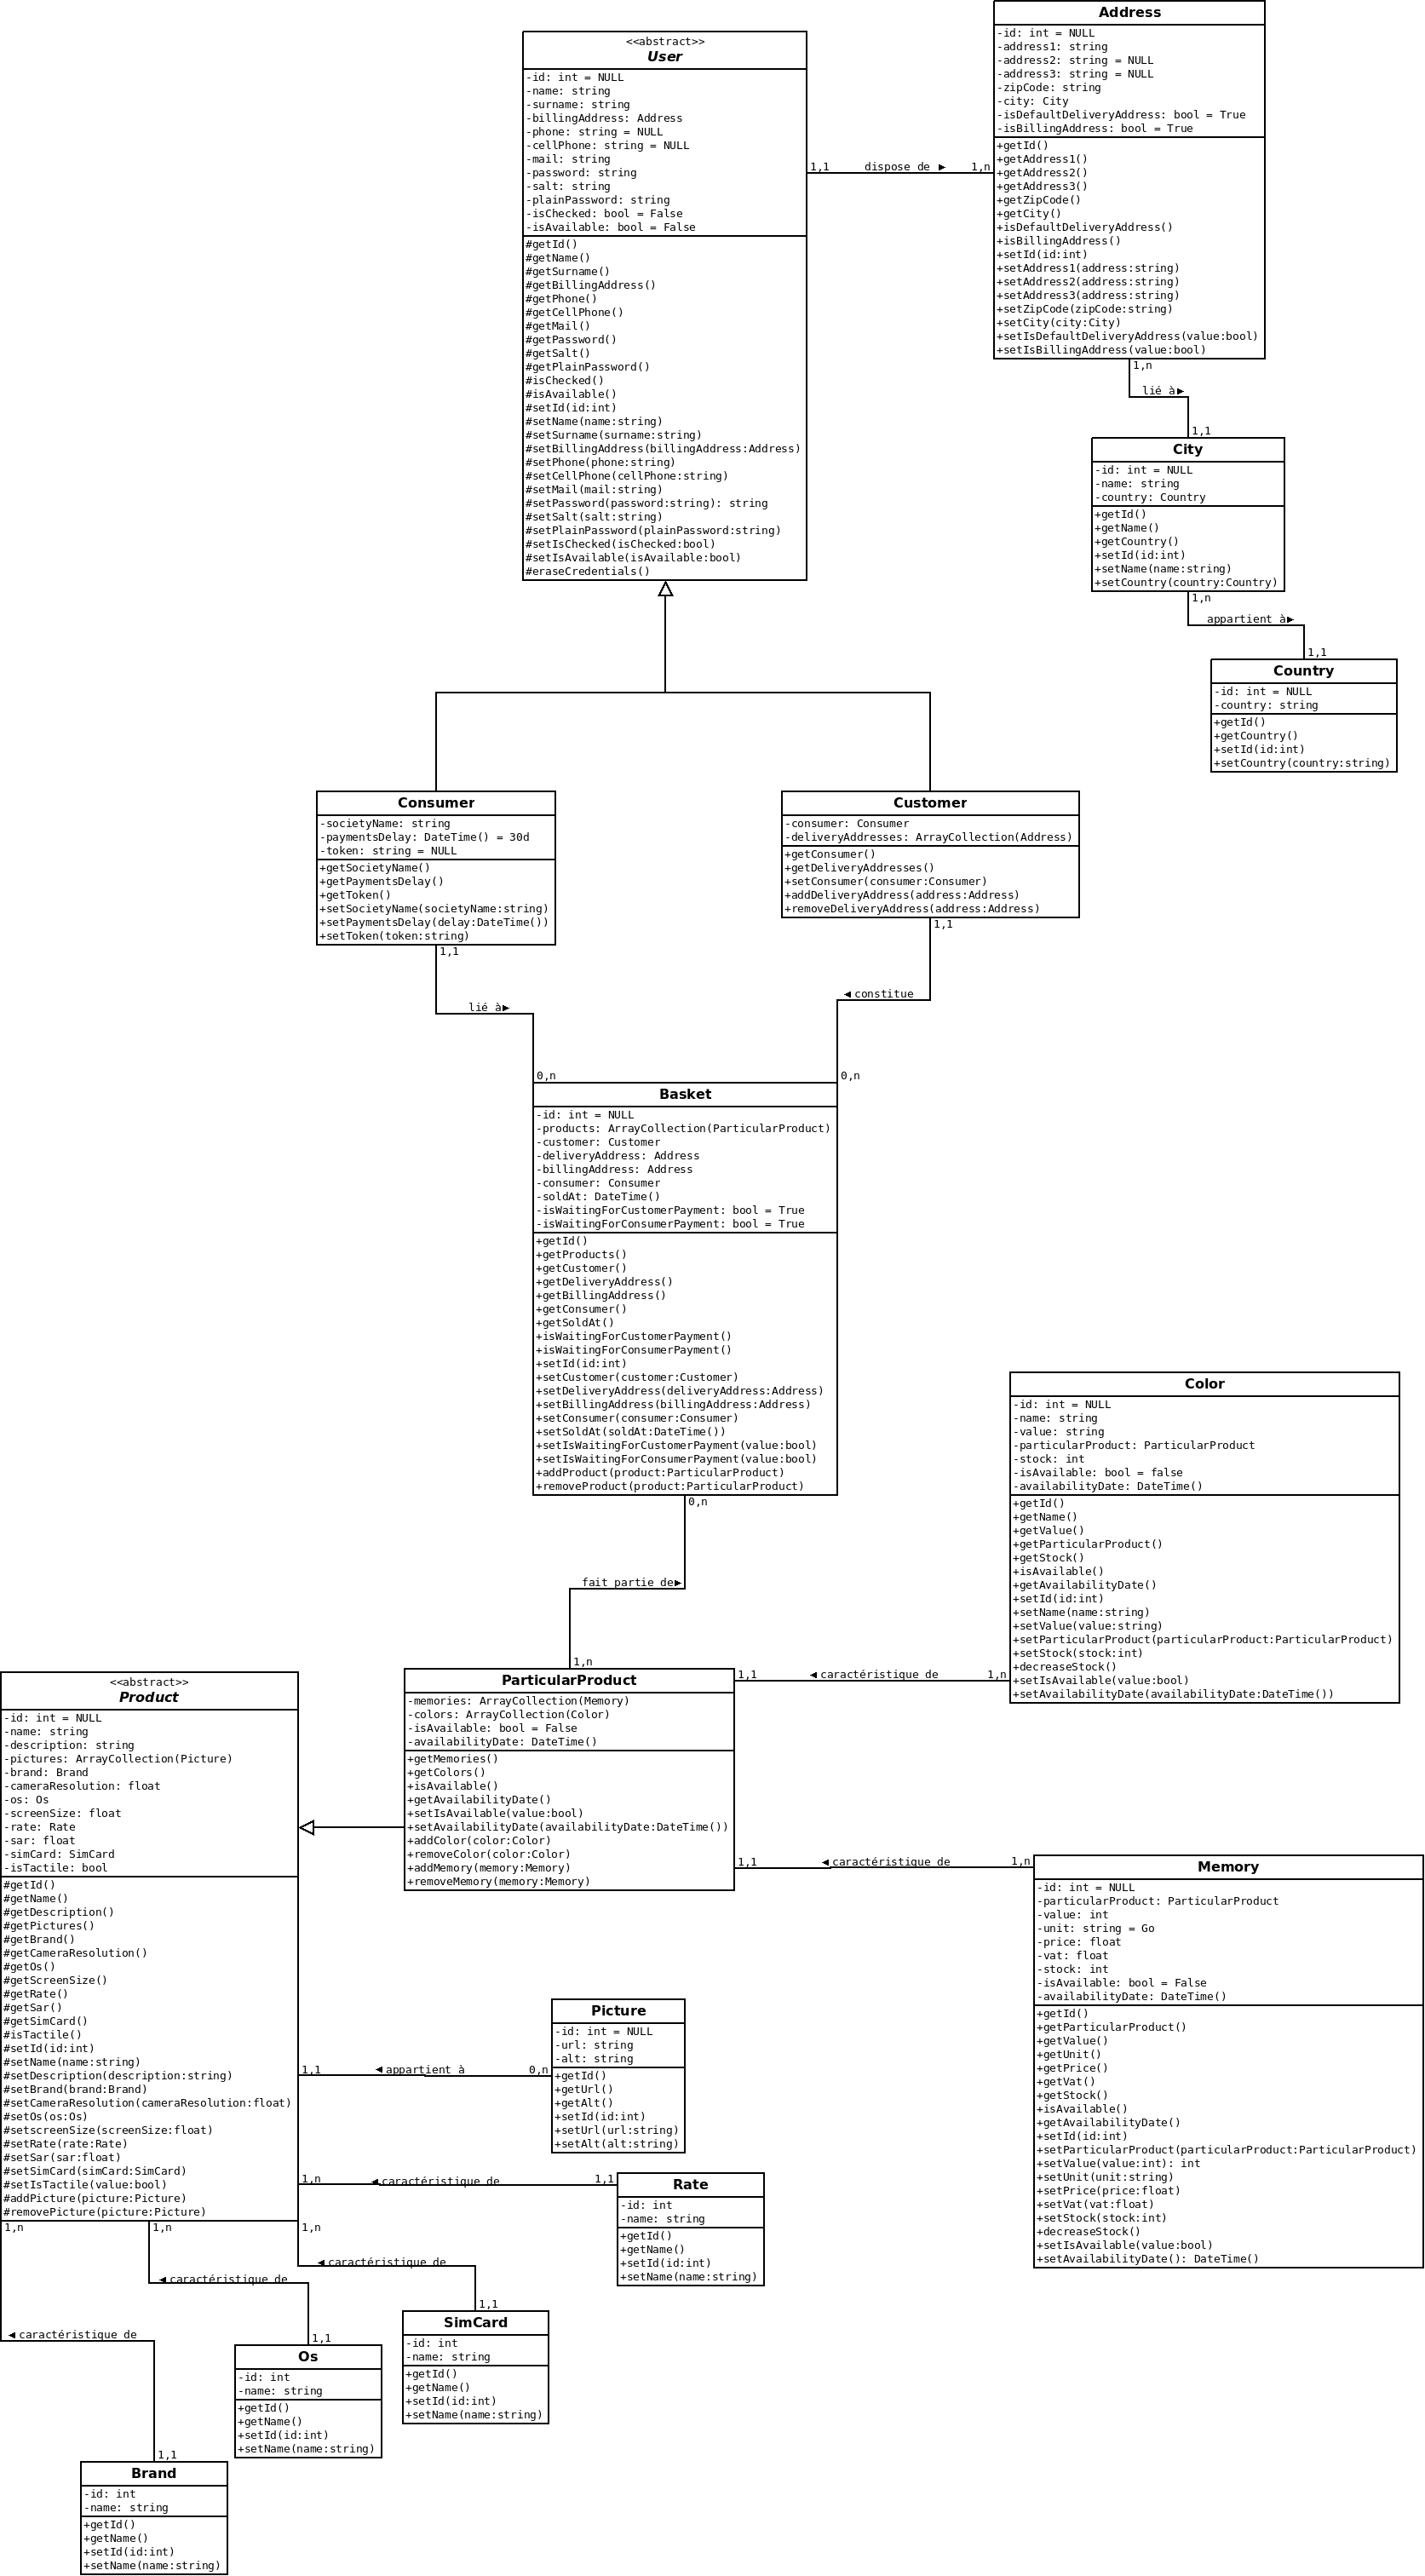 Address
-id: int = NULL
-address1: string
-address2: string = NULL
-address3: string = NULL
-zipCode: string
-city: City
-isDefaultDeliveryAddress: bool = True
-isBillingAddress: bool = True
+getId()
+getAddress1()
+getAddress2()
+getAddress3()
+getZipCode()
+getCity()
+isDefaultDeliveryAddress()
+isBillingAddress()
+setId(id:int)
+setAddress1(address:string)
+setAddress2(address:string)
+setAddress3(address:string)
+setZipCode(zipCode:string)
+setCity(city:City)
+setIsDefaultDeliveryAddress(value:bool)
+setIsBillingAddress(value:bool)
<<abstract>>
User
-id: int = NULL
-name: string
-surname: string
-billingAddress: Address
-phone: string = NULL
-cellPhone: string = NULL
-mail: string
-password: string
-salt: string
-plainPassword: string
-isChecked: bool = False
-isAvailable: bool = False
#getId()
#getName()
#getSurname()
#getBillingAddress()
#getPhone()
#getCellPhone()
#getMail()
#getPassword()
#getSalt()
#getPlainPassword()
#isChecked()
#isAvailable()
#setId(id:int)
#setName(name:string)
#setSurname(surname:string)
#setBillingAddress(billingAddress:Address)
#setPhone(phone:string)
#setCellPhone(cellPhone:string)
#setMail(mail:string)
#setPassword(password:string): string
#setSalt(salt:string)
#setPlainPassword(plainPassword:string)
#setIsChecked(isChecked:bool)
#setIsAvailable(isAvailable:bool)
#eraseCredentials()
1,1 dispose de ► 1,n
1,n
lié à►
1,1
City
-id: int = NULL
-name: string
-country: Country
+getId()
+getName()
+getCountry()
+setId(id:int)
+setName(name:string)
+setCountry(country:Country)
1,n
appartient à►
1,1
Country
-id: int = NULL
-country: string
+getId()
+getCountry()
+setId(id:int)
+setCountry(country:string)
Consumer
-societyName: string
-paymentsDelay: DateTime() = 30d
-token: string = NULL
+getSocietyName()
+getPaymentsDelay()
+getToken()
+setSocietyName(societyName:string)
+setPaymentsDelay(delay:DateTime())
+setToken(token:string)
Customer
-consumer: Consumer
-deliveryAddresses: ArrayCollection(Address)
+getConsumer()
+getDeliveryAddresses()
+setConsumer(consumer:Consumer)
+addDeliveryAddress(address:Address)
+removeDeliveryAddress(address:Address)
1,1
lié à►
0,n
1,1
◄constitue
0,n
Basket
-id: int = NULL
-products: ArrayCollection(ParticularProduct)
-customer: Customer
-deliveryAddress: Address
-billingAddress: Address
-consumer: Consumer
-soldAt: DateTime()
-isWaitingForCustomerPayment: bool = True
-isWaitingForConsumerPayment: bool = True
+getId()
+getProducts()
+getCustomer()
+getDeliveryAddress()
+getBillingAddress()
+getConsumer()
+getSoldAt()
+isWaitingForCustomerPayment()
+isWaitingForConsumerPayment()
+setId(id:int)
+setCustomer(customer:Customer)
+setDeliveryAddress(deliveryAddress:Address)
+setBillingAddress(billingAddress:Address)
+setConsumer(consumer:Consumer)
+setSoldAt(soldAt:DateTime())
+setIsWaitingForCustomerPayment(value:bool)
+setIsWaitingForConsumerPayment(value:bool)
+addProduct(product:ParticularProduct)
+removeProduct(product:ParticularProduct)
0,n
fait partie de►
1,n
Color
-id: int = NULL
-name: string
-value: string
-particularProduct: ParticularProduct
-stock: int
-isAvailable: bool = false
-availabilityDate: DateTime()
+getId()
+getName()
+getValue()
+getParticularProduct()
+getStock()
+isAvailable()
+getAvailabilityDate()
+setId(id:int)
+setName(name:string)
+setValue(value:string)
+setParticularProduct(particularProduct:ParticularProduct)
+setStock(stock:int)
+decreaseStock()
+setIsAvailable(value:bool)
+setAvailabilityDate(availabilityDate:DateTime())
1,1 ◄caractéristique de 1,n
ParticularProduct
-memories: ArrayCollection(Memory)
-colors: ArrayCollection(Color)
-isAvailable: bool = False
-availabilityDate: DateTime()
+getMemories()
+getColors()
+isAvailable()
+getAvailabilityDate()
+setIsAvailable(value:bool)
+setAvailabilityDate(availabilityDate:DateTime())
+addColor(color:Color)
+removeColor(color:Color)
+addMemory(memory:Memory)
+removeMemory(memory:Memory)
1,1 ◄caractéristique de 1,n
Memory
-id: int = NULL
-particularProduct: ParticularProduct
-value: int
-unit: string = Go
-price: float
-vat: float
-stock: int
-isAvailable: bool = False
-availabilityDate: DateTime()
+getId()
+getParticularProduct()
+getValue()
+getUnit()
+getPrice()
+getVat()
+getStock()
+isAvailable()
+getAvailabilityDate()
+setId(id:int)
+setParticularProduct(particularProduct:ParticularProduct)
+setValue(value:int): int
+setUnit(unit:string)
+setPrice(price:float)
+setVat(vat:float)
+setStock(stock:int)
+decreaseStock()
+setIsAvailable(value:bool)
+setAvailabilityDate(): DateTime()
<<abstract>>
Product
-id: int = NULL
-name: string
-description: string
-pictures: ArrayCollection(Picture)
-brand: Brand
-cameraResolution: float
-os: Os
-screenSize: float
-rate: Rate
-sar: float
-simCard: SimCard
-isTactile: bool
#getId()
#getName()
#getDescription()
#getPictures()
#getBrand()
#getCameraResolution()
#getOs()
#getScreenSize()
#getRate()
#getSar()
#getSimCard()
#isTactile()
#setId(id:int)
#setName(name:string)
#setDescription(description:string)
#setBrand(brand:Brand)
#setCameraResolution(cameraResolution:float)
#setOs(os:Os)
#setscreenSize(screenSize:float)
#setRate(rate:Rate)
#setSar(sar:float)
#setSimCard(simCard:SimCard)
#setIsTactile(value:bool)
#addPicture(picture:Picture)
#removePicture(picture:Picture)
1,1 ◄appartient à 0,n
Picture
-id: int = NULL
-url: string
-alt: string
+getId()
+getUrl()
+getAlt()
+setId(id:int)
+setUrl(url:string)
+setAlt(alt:string)
1,n ◄caractéristique de 1,1
Rate
-id: int
-name: string
+getId()
+getName()
+setId(id:int)
+setName(name:string)
1,n 1,n 1,n
◄caractéristique de
1,1
SimCard
-id: int
-name: string
+getId()
+getName()
+setId(id:int)
+setName(name:string)
◄caractéristique de
1,1
Os
-id: int
-name: string
+getId()
+getName()
+setId(id:int)
+setName(name:string)
◄caractéristique de
1,1
Brand
-id: int
-name: string
+getId()
+getName()
+setId(id:int)
+setName(name:string)